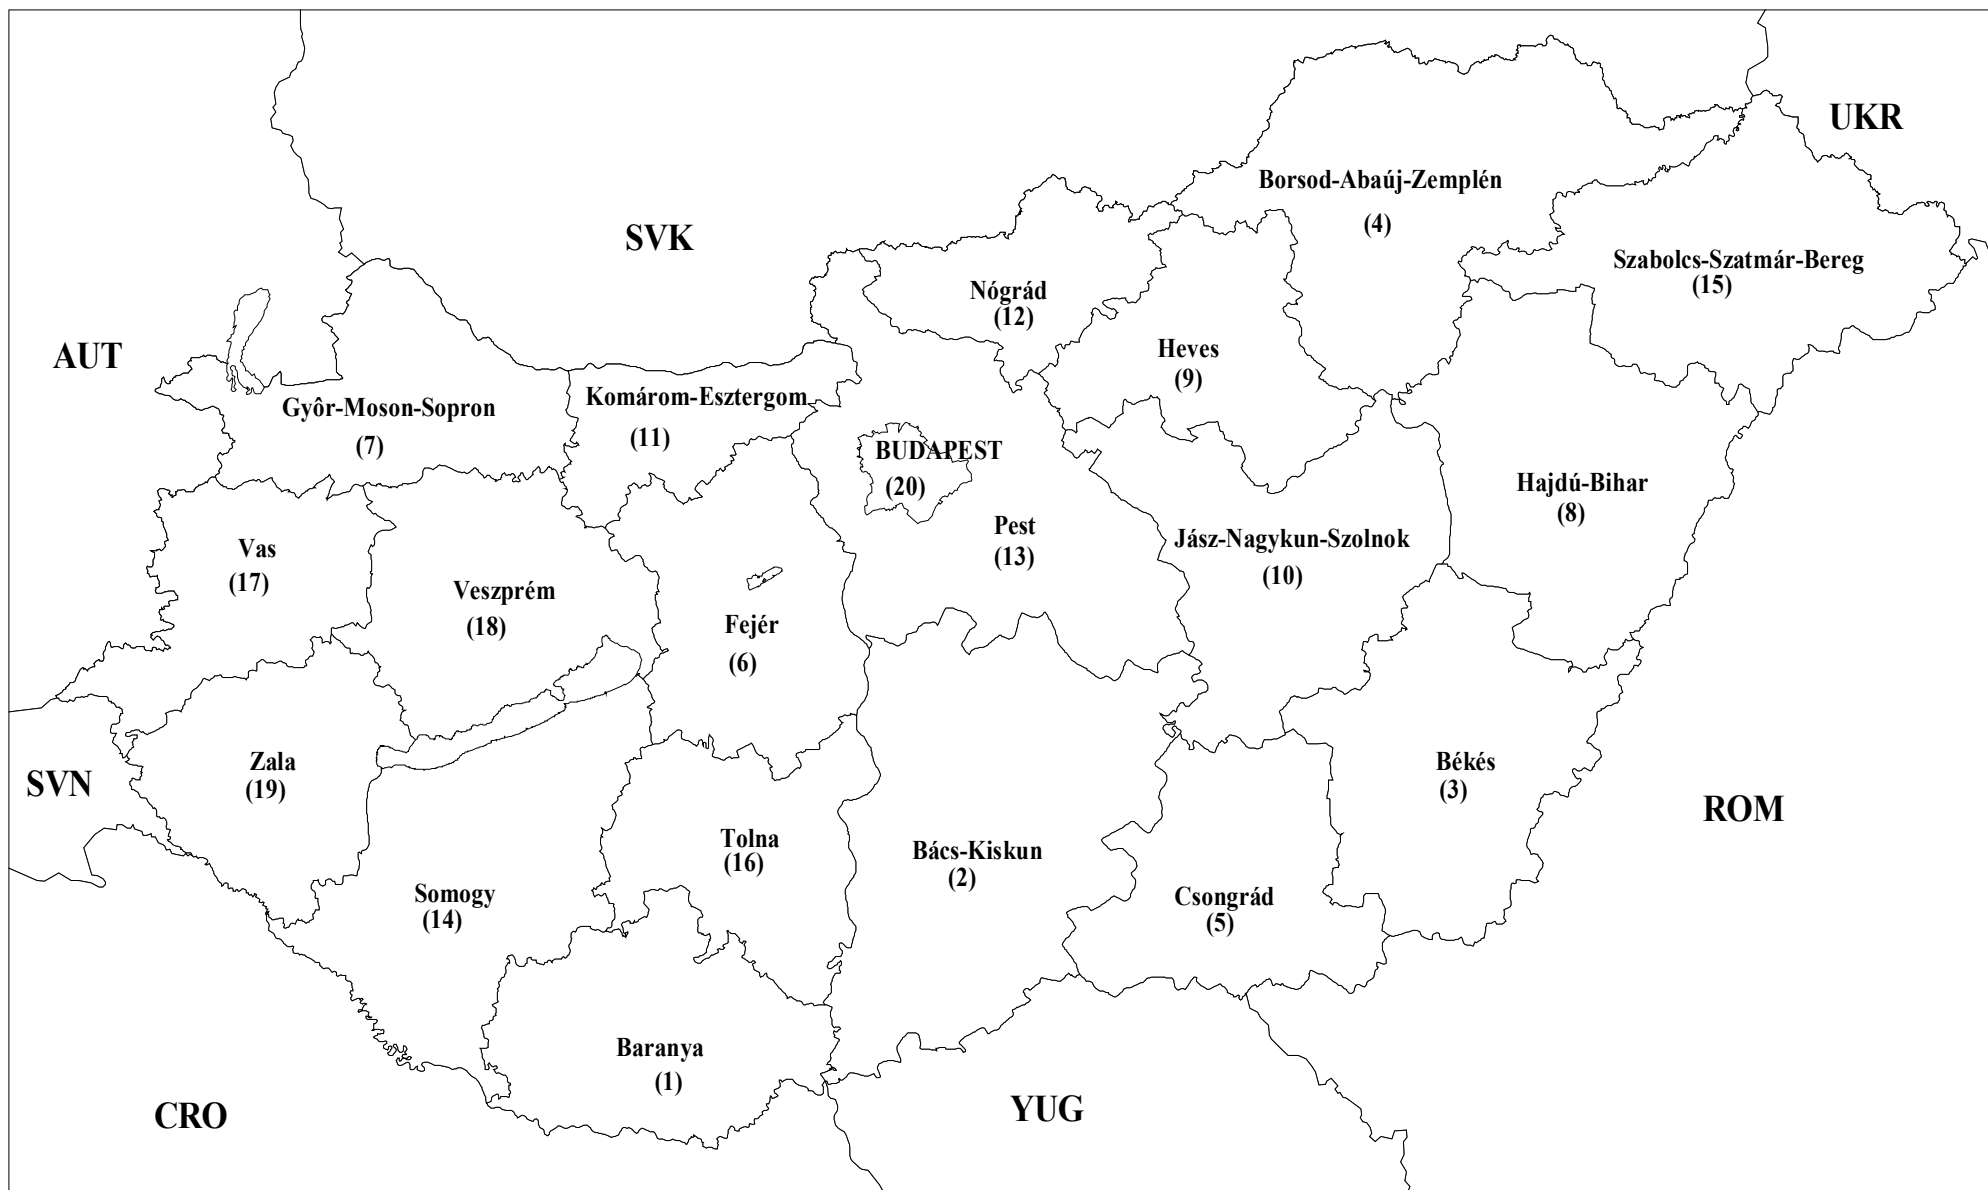 UKR
Borsod-Abaúj-Zemplén
(4)
SVK
Szabolcs-Szatmár-Bereg
(15)
Nógrád
(12)
AUT
Heves
(9)
Komárom-Esztergom
(11)
Gyôr-Moson-Sopron
(7)
BUDAPEST
(20)
Hajdú-Bihar
(8)
Pest
(13)
Jász-Nagykun-Szolnok
(10)
Vas
(17)
Veszprém
(18)
Fejér
(6)
Zala
(19)
SVN
Békés
(3)
ROM
Tolna
(16)
Bács-Kiskun
(2)
Somogy
(14)
Csongrád
(5)
Baranya
(1)
CRO
YUG